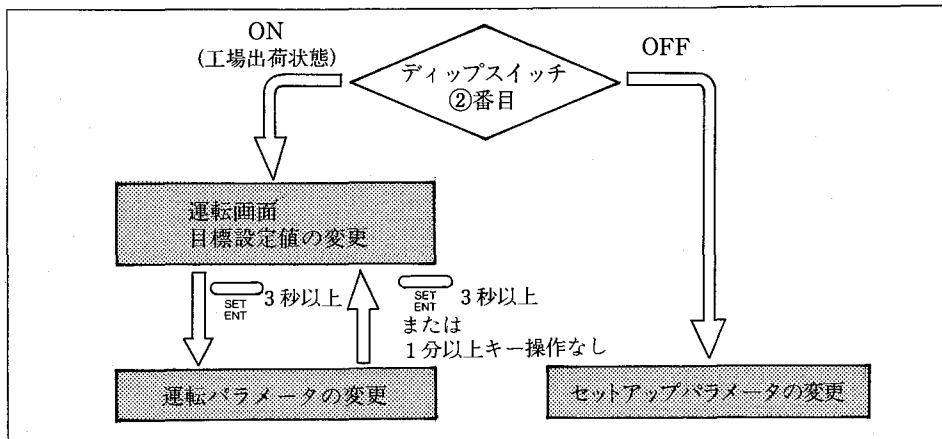 ON
(工場出荷状態)
ディップスイッチ
②番目
OFF
運転画面
目標設定値の変更
SET
ENT
3秒以上
SET
ENT
3秒以上
または
1分以上キー操作なし
運転パラメータの変更
セットアップパラメータの変更